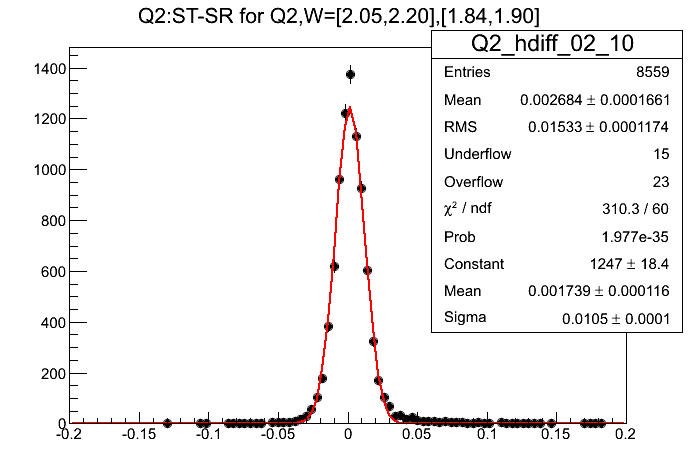 Q2:ST-SR for Q2,W=[2.05,2.20],[1.84,1.90]
Q2_hdiff_02_10
Entries 8559
Mean 0.002684 ± 0.0001661
RMS 0.01533 ± 0.0001174
Underflow 15
Overflow 23
χ² / ndf 310.3 / 60
Prob 1.977e-35
Constant 1247 ± 18.4
Mean 0.001739 ± 0.000116
Sigma 0.0105 ± 0.0001
1400
1200
1000
800
600
400
200
0
-0.2 -0.15 -0.1 -0.05 0 0.05 0.1 0.15 0.2